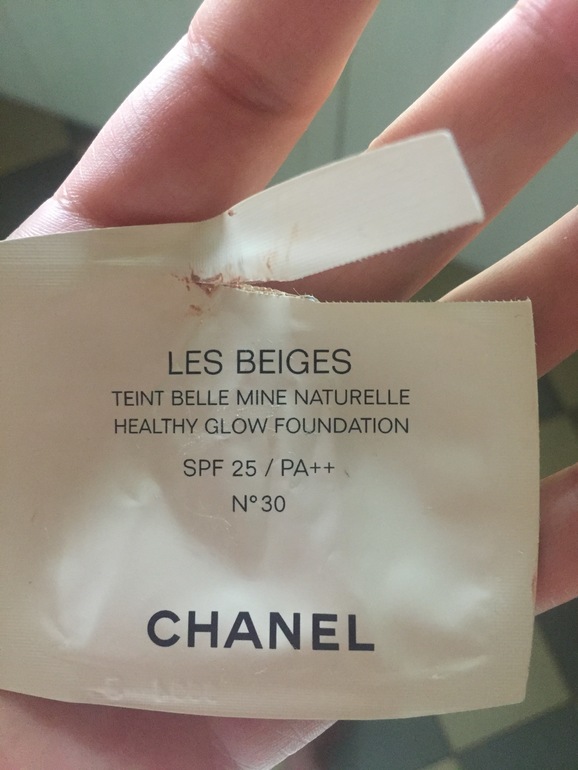 LES BEIGES
TEINT BELLE MINE NATURELLE
HEALTHY GLOW FOUNDATION
SPF 25 / PA++
N°30
CHANEL